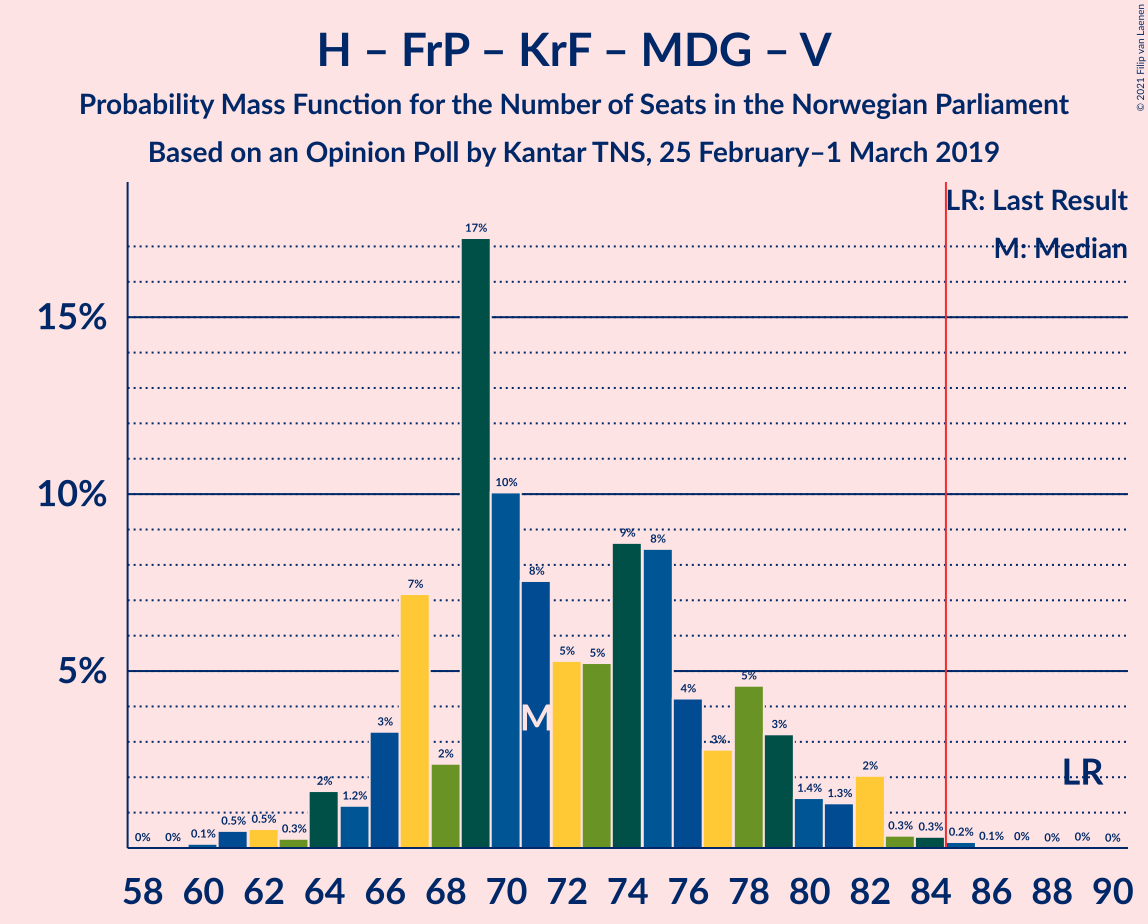 H – FrP – KrF – MDG – V
Probability Mass Function for the Number of Seats in the Norwegian Parliament
Based on an Opinion Poll by Kantar TNS, 25 February–1 March 2019
© 2021 Filip van Laenen
LR: Last Result
M: Median
15%
10%
5%
0% 0% 0.1% 0.5% 0.5% 0.3% 2% 1.2% 3% 7% 2% 17% 10% 8% 5% 5% 9% 8% 4% 3% 5% 3% 1.4% 1.3% 2% 0.3% 0.3% 0.2% 0.1% 0% 0% 0% 0%
M
LR
58 60 62 64 66 68 70 72 74 76 78 80 82 84 86 88 90